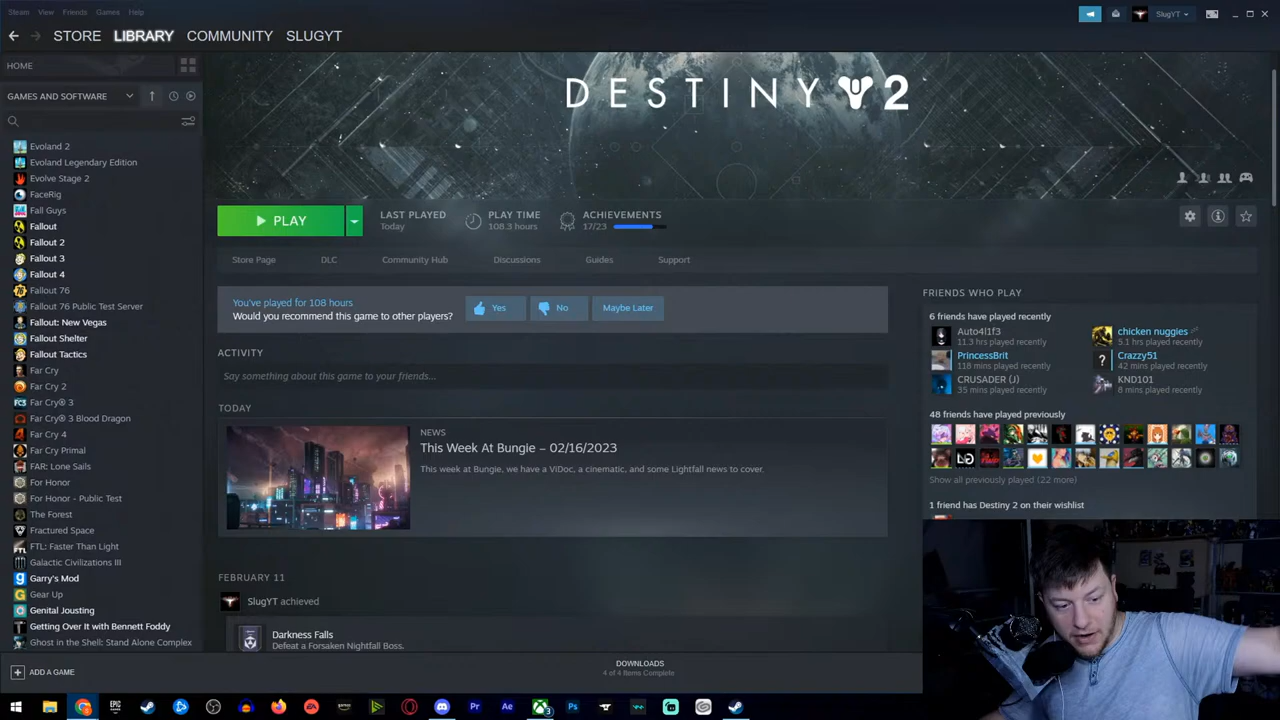 Steam View Friends Games Help
SlugYT
STORE LIBRARY COMMUNITY SLUGYT
HOME
GAMES AND SOFTWARE
Evoland 2
Evoland Legendary Edition
Evolve Stage 2
FaceRig
Fall Guys
Fallout
Fallout 2
Fallout 3
Fallout 4
Fallout 76
Fallout 76 Public Test Server
Fallout: New Vegas
Fallout Shelter
Fallout Tactics
Far Cry
Far Cry 2
Far Cry® 3
Far Cry® 3 Blood Dragon
Far Cry 4
Far Cry Primal
FAR: Lone Sails
For Honor
For Honor - Public Test
The Forest
Fractured Space
FTL: Faster Than Light
Galactic Civilizations III
Garry's Mod
Gear Up
Genital Jousting
Getting Over It with Bennett Foddy
Ghost in the Shell: Stand Alone Complex
ADD A GAME
DESTINY 2
PLAY
LAST PLAYED
Today
PLAY TIME
108.3 hours
ACHIEVEMENTS
17/23
Store Page DLC Community Hub Discussions Guides Support
You've played for 108 hours
Would you recommend this game to other players?
Yes No Maybe Later
ACTIVITY
Say something about this game to your friends...
TODAY
NEWS
This Week At Bungie – 02/16/2023
This week at Bungie, we have a ViDoc, a cinematic, and some Lightfall news to cover.
FEBRUARY 11
SlugYT achieved
Darkness Falls
Defeat a Forsaken Nightfall Boss.
FRIENDS WHO PLAY
6 friends have played recently
Auto4l1f3
11.3 hrs played recently
chicken nuggies
5.1 hrs played recently
PrincessBrit
118 mins played recently
Crazzy51
42 mins played recently
CRUSADER (J)
35 mins played recently
KND101
8 mins played recently
48 friends have played previously
Show all previously played (22 more)
1 friend has Destiny 2 on their wishlist
DOWNLOADS
4 of 4 Items Complete
EPIC
EA
Pr
Ae
Ps